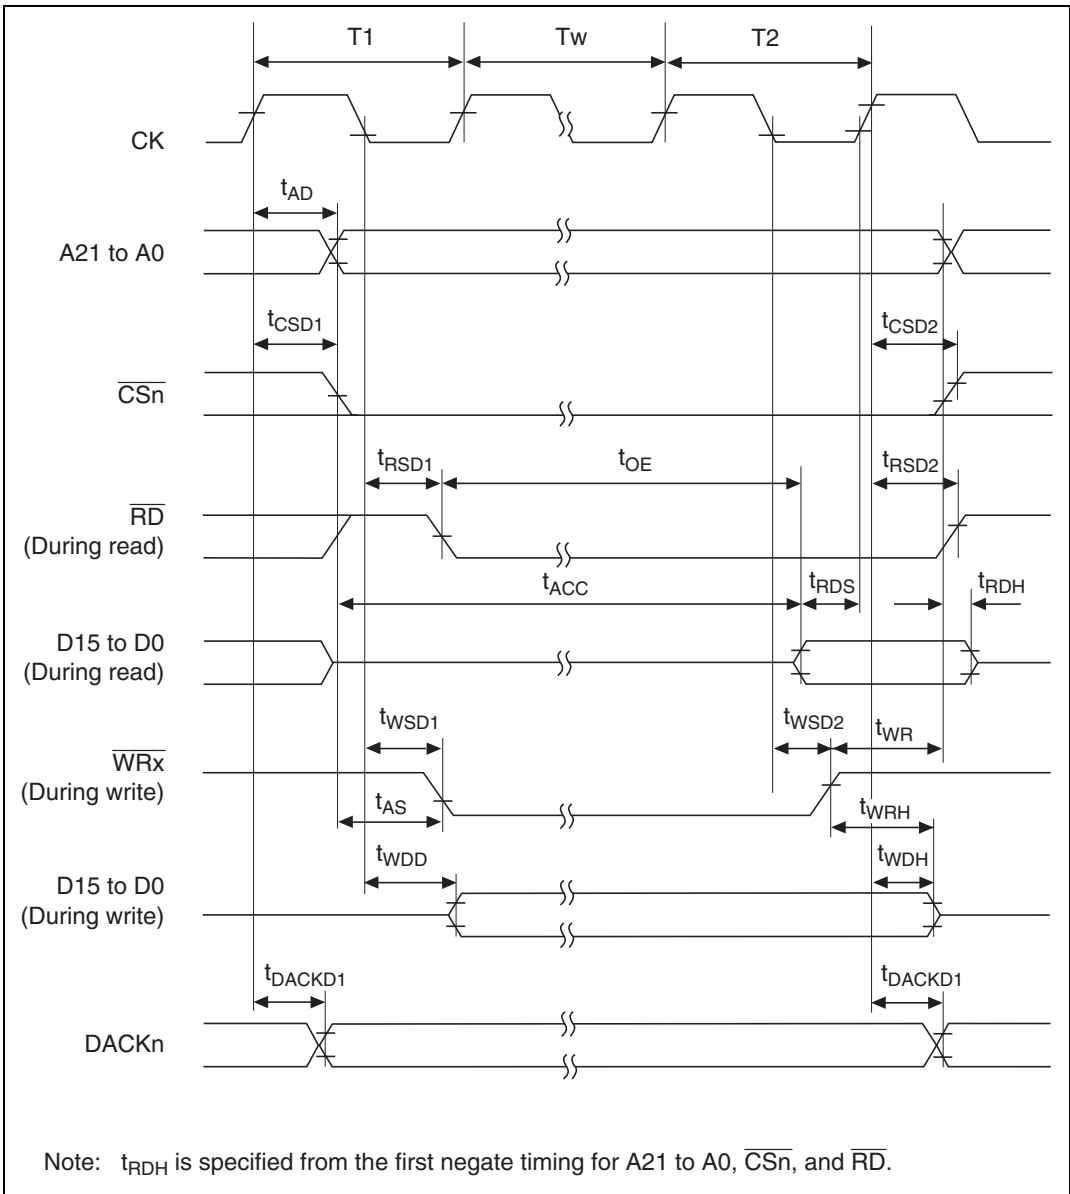 T1 Tw T2
CK
tAD
A21 to A0
tCSD1 tCSD2
CSn
tRSD1 tOE tRSD2
RD
(During read)
tACC tRDS tRDH
D15 to D0
(During read)
tWSD1 tWSD2 tWR
WRx
(During write)
tAS tWRH
tWDD tWDH
D15 to D0
(During write)
tDACKD1 tDACKD1
DACKn
Note: tRDH is specified from the first negate timing for A21 to A0, CSn, and RD.